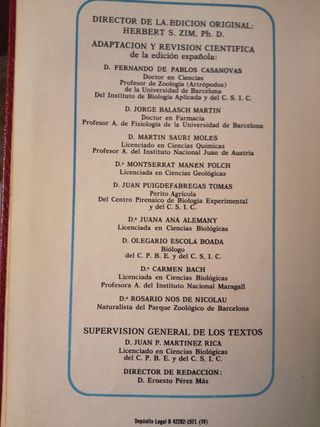 DIRECTOR DE LA EDICION ORIGINAL:
HERBERT S. ZIM, Ph. D.
ADAPTACION Y REVISION CIENTIFICA
de la edición española:
D. FERNANDO DE PABLOS CASANOVAS
Doctor en Ciencias
Profesor de Zoología (Artrópodos)
de la Universidad de Barcelona
Del Instituto de Biología Aplicada y del C. S. I. C.
D. JORGE BALASCH MARTIN
Doctor en Farmacia
Profesor A. de Fisiología de la Universidad de Barcelona
D. MARTIN SAURI MOLES
Licenciado en Ciencias Químicas
Profesor A. del Instituto Nacional Juan de Austria
D.ª MONTSERRAT MANEN FOLCH
Licenciada en Ciencias Geológicas
D. JUAN PUIGDEFABREGAS TOMAS
Perito Agrícola
Del Centro Pirenaico de Biología Experimental
y del C. S. I. C.
D.ª JUANA ANA ALEMANY
Licenciada en Ciencias Biológicas
D. OLEGARIO ESCOLA BOADA
Biólogo
del C. P. B. E. y del C. S. I. C.
D.ª CARMEN BACH
Licenciada en Ciencias Biológicas
Profesora A. del Instituto Nacional Maragall
D.ª ROSARIO NOS DE NICOLAU
Naturalista del Parque Zoológico de Barcelona
SUPERVISION GENERAL DE LOS TEXTOS
D. JUAN P. MARTINEZ RICA
Licenciado en Ciencias Biológicas
del C. P. B. E. y del C. S. I. C.
DIRECTOR DE REDACCION:
D. Ernesto Pérez Más
Depósito Legal B 42282-1971 (IV)